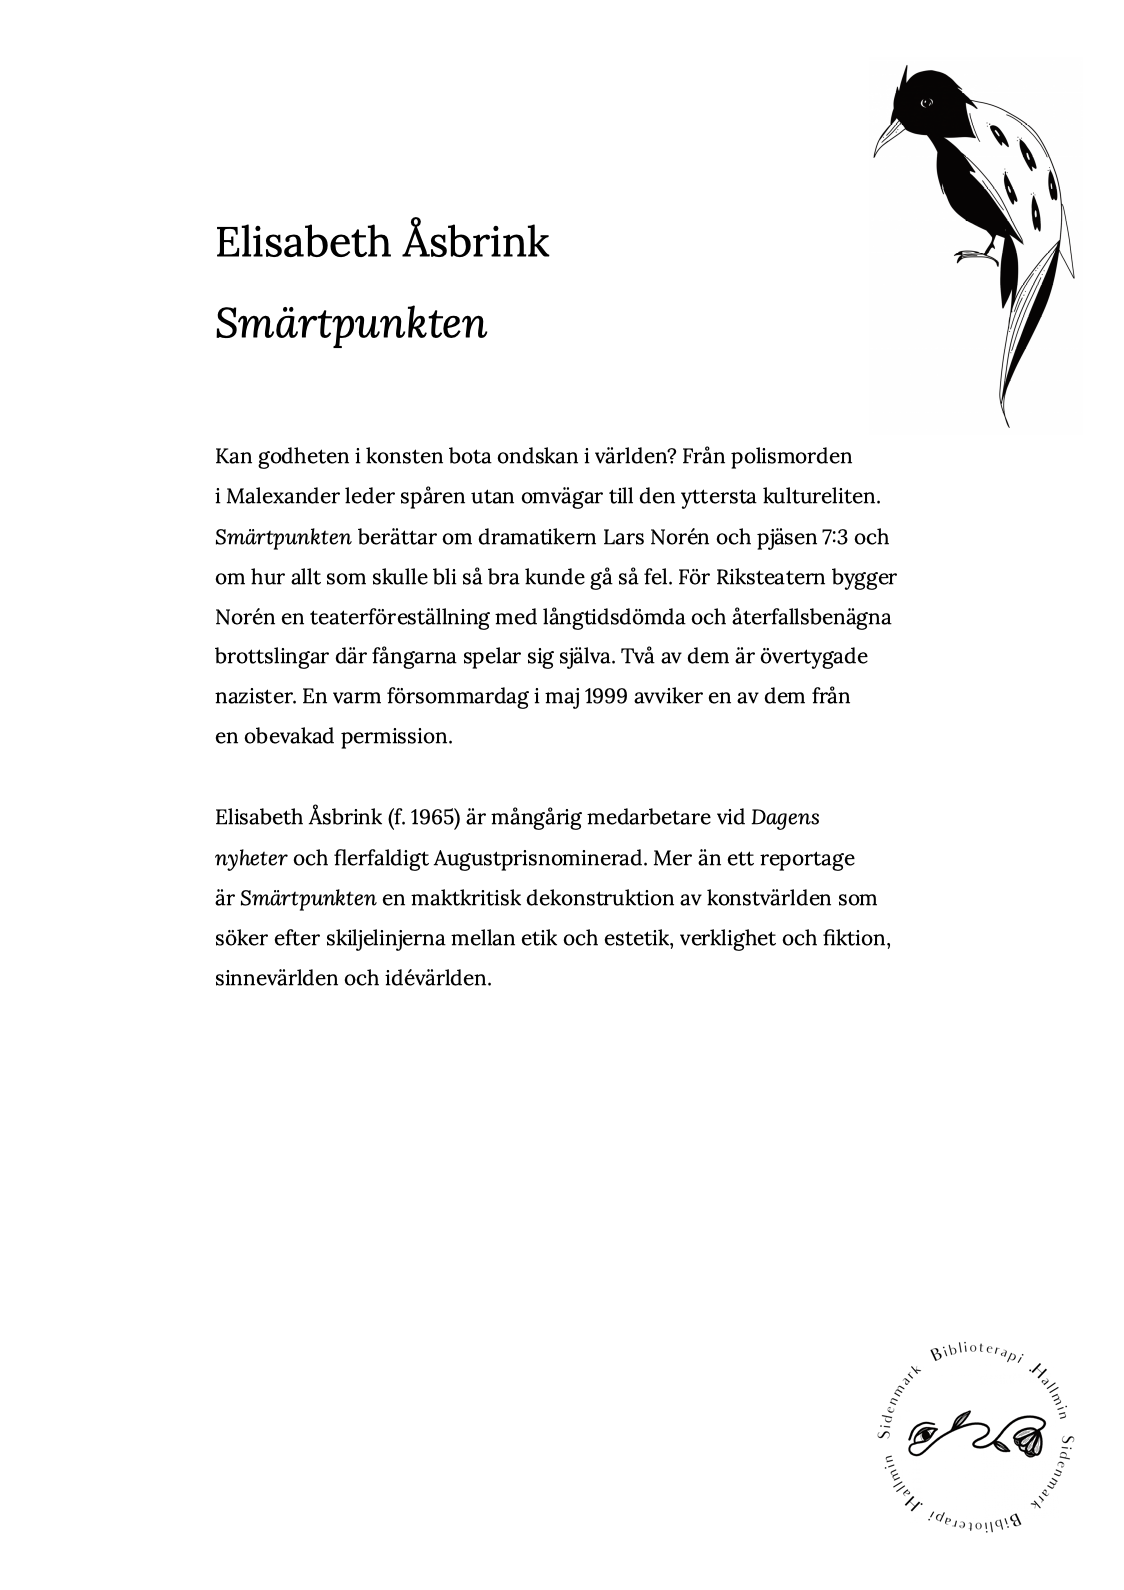 Elisabeth Åsbrink
Smärtpunkten
Kan godheten i konsten bota ondskan i världen? Från polismorden
i Malexander leder spåren utan omvägar till den yttersta kultureliten.
Smärtpunkten berättar om dramatikern Lars Norén och pjäsen 7:3 och
om hur allt som skulle bli så bra kunde gå så fel. För Riksteatern bygger
Norén en teaterföreställning med långtidsdömda och återfallsbenägna
brottslingar där fångarna spelar sig själva. Två av dem är övertygade
nazister. En varm försommardag i maj 1999 avviker en av dem från
en obevakad permission.
Elisabeth Åsbrink (f. 1965) är mångårig medarbetare vid Dagens
nyheter och flerfaldigt Augustprisnominerad. Mer än ett reportage
är Smärtpunkten en maktkritisk dekonstruktion av konstvärlden som
söker efter skiljelinjerna mellan etik och estetik, verklighet och fiktion,
sinnevärlden och idévärlden.
Biblioterapi Hallmin Sidenmark Biblioterapi Hallmin Sidenmark